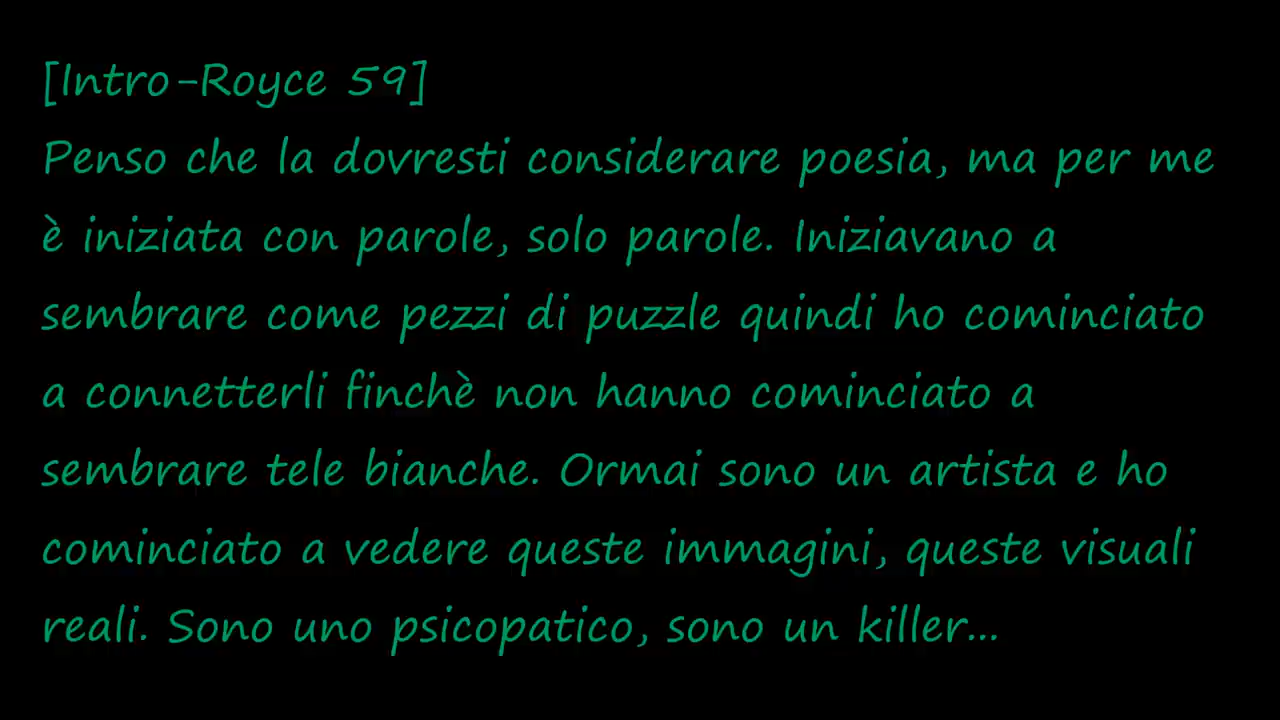 [Intro-Royce 59]
Penso che la dovresti considerare poesia, ma per me
è iniziata con parole, solo parole. Iniziavano a
sembrare come pezzi di puzzle quindi ho cominciato
a connetterli finchè non hanno cominciato a
sembrare tele bianche. Ormai sono un artista e ho
cominciato a vedere queste immagini, queste visuali
reali. Sono uno psicopatico, sono un killer...